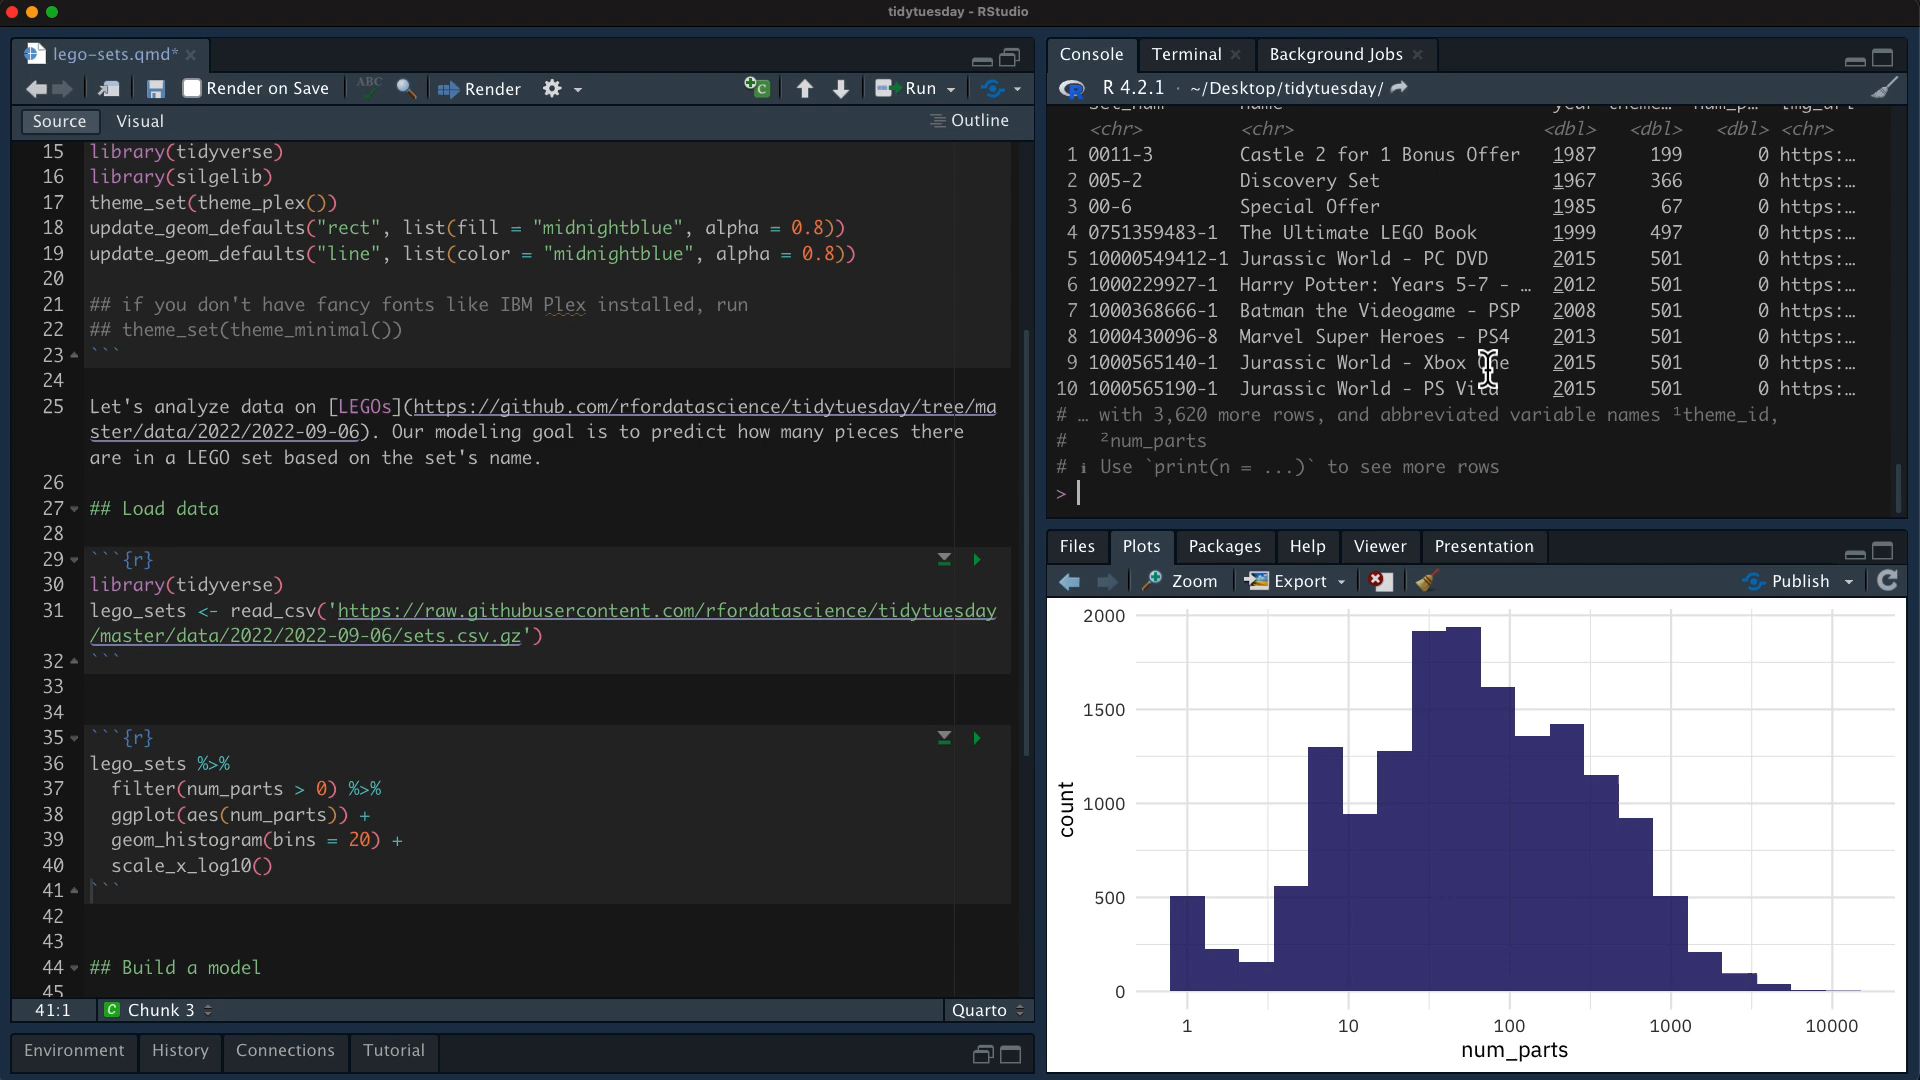 tidytuesday - RStudio
lego-sets.qmd*
Render on Save
ABC
Render
Run
Source
Visual
Outline
15 library(tidyverse)
16 library(silgelib)
17 theme_set(theme_plex())
18 update_geom_defaults("rect", list(fill = "midnightblue", alpha = 0.8))
19 update_geom_defaults("line", list(color = "midnightblue", alpha = 0.8))
20
21 ## if you don't have fancy fonts like IBM Plex installed, run
22 ## theme_set(theme_minimal())
23 ```
24
25 Let's analyze data on [LEGOs](https://github.com/rfordatascience/tidytuesday/tree/ma
ster/data/2022/2022-09-06). Our modeling goal is to predict how many pieces there
are in a LEGO set based on the set's name.
26
27 ## Load data
28
29 ```{r}
30 library(tidyverse)
31 lego_sets <- read_csv('https://raw.githubusercontent.com/rfordatascience/tidytuesday
/master/data/2022/2022-09-06/sets.csv.gz')
32 ```
33
34
35 ```{r}
36 lego_sets %>%
37 filter(num_parts > 0) %>%
38 ggplot(aes(num_parts)) +
39 geom_histogram(bins = 20) +
40 scale_x_log10()
41 ```
42
43
44 ## Build a model
45
41:1
C Chunk 3
Quarto
Environment
History
Connections
Tutorial
Console
Terminal
Background Jobs
R 4.2.1 · ~/Desktop/tidytuesday/
<chr> <chr> <dbl> <dbl> <dbl> <chr>
1 0011-3 Castle 2 for 1 Bonus Offer 1987 199 0 https:…
2 005-2 Discovery Set 1967 366 0 https:…
3 00-6 Special Offer 1985 67 0 https:…
4 0751359483-1 The Ultimate LEGO Book 1999 497 0 https:…
5 10000549412-1 Jurassic World - PC DVD 2015 501 0 https:…
6 1000229927-1 Harry Potter: Years 5-7 - … 2012 501 0 https:…
7 1000368666-1 Batman the Videogame - PSP 2008 501 0 https:…
8 1000430096-8 Marvel Super Heroes - PS4 2013 501 0 https:…
9 1000565140-1 Jurassic World - Xbox One 2015 501 0 https:…
10 1000565190-1 Jurassic World - PS Vita 2015 501 0 https:…
# … with 3,620 more rows, and abbreviated variable names ¹theme_id,
# ²num_parts
# ℹ Use `print(n = ...)` to see more rows
>
Files
Plots
Packages
Help
Viewer
Presentation
Zoom
Export
Publish
2000
1500
1000
500
0
count
1 10 100 1000 10000
num_parts